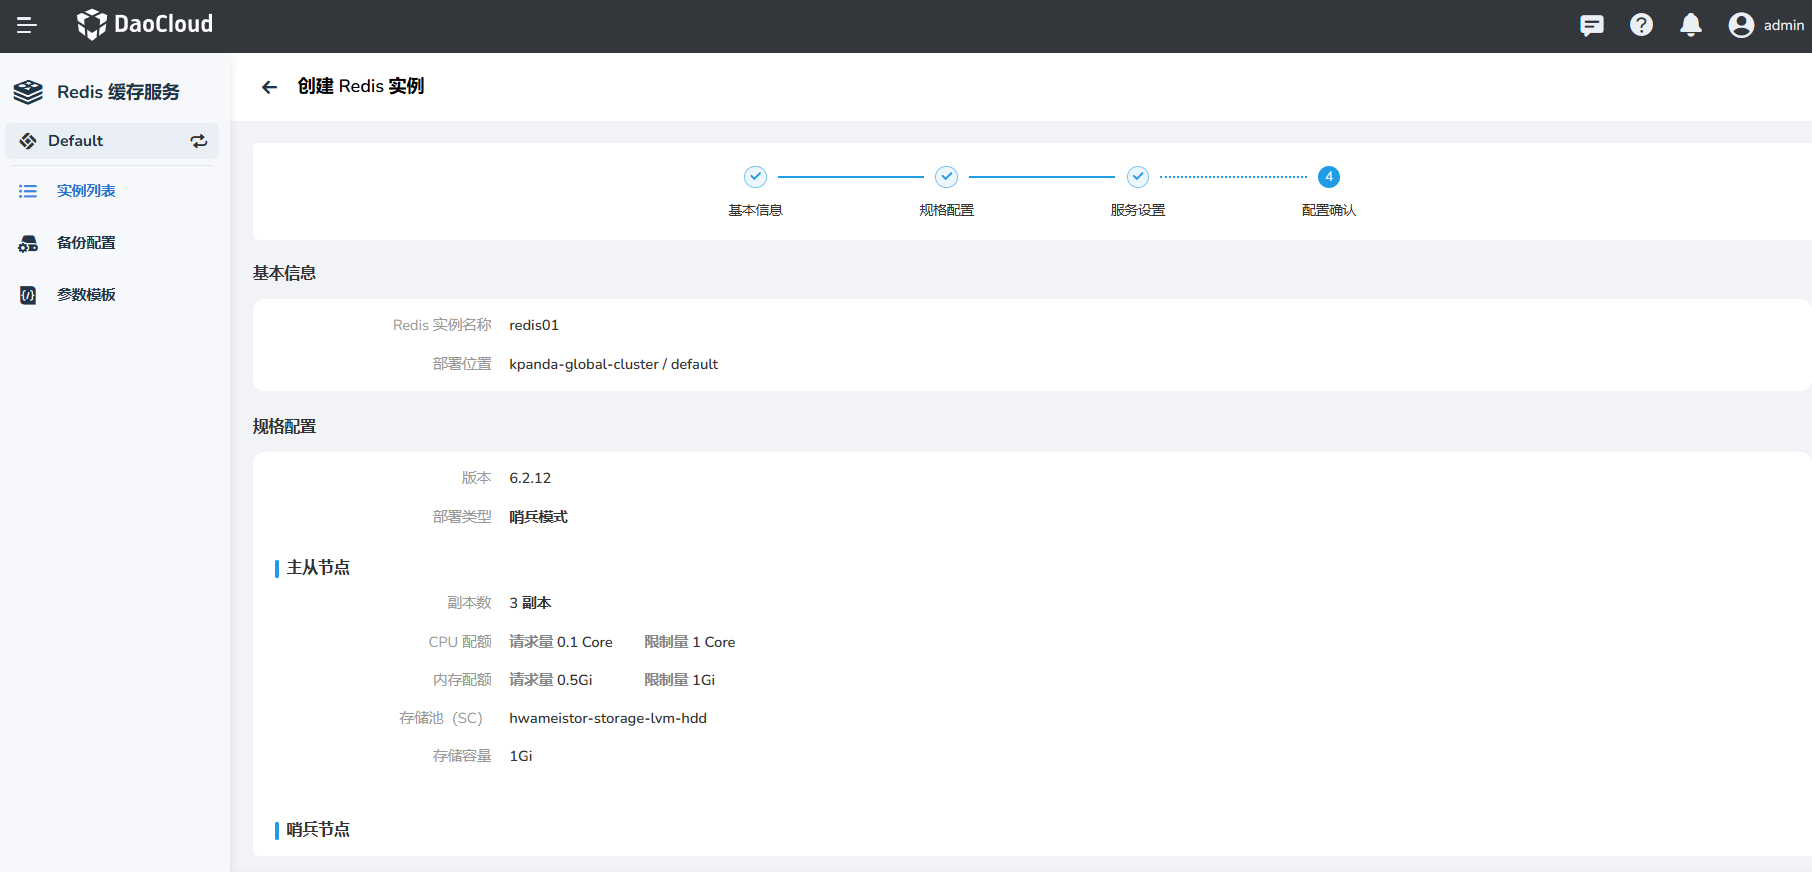 DaoCloud
admin
Redis 缓存服务
Default
实例列表
备份配置
参数模板
创建 Redis 实例
4
基本信息
规格配置
服务设置
配置确认
基本信息
Redis 实例名称 redis01
部署位置 kpanda-global-cluster / default
规格配置
版本 6.2.12
部署类型 哨兵模式
主从节点
副本数 3 副本
CPU 配额 请求量 0.1 Core 限制量 1 Core
内存配额 请求量 0.5Gi 限制量 1Gi
存储池（SC） hwameistor-storage-lvm-hdd
存储容量 1Gi
哨兵节点